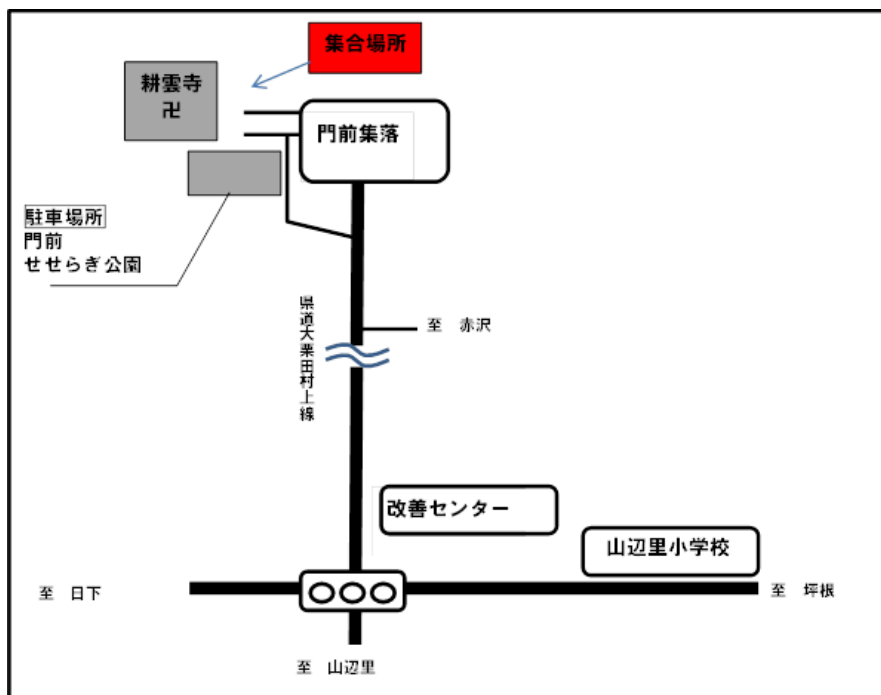 集合場所
耕雲寺
卍
門前集落
駐車場所
門前
せせらぎ公園
県道大栗田村上線
至　赤沢
改善センター
山辺里小学校
至　日下
至　坪根
至　山辺里